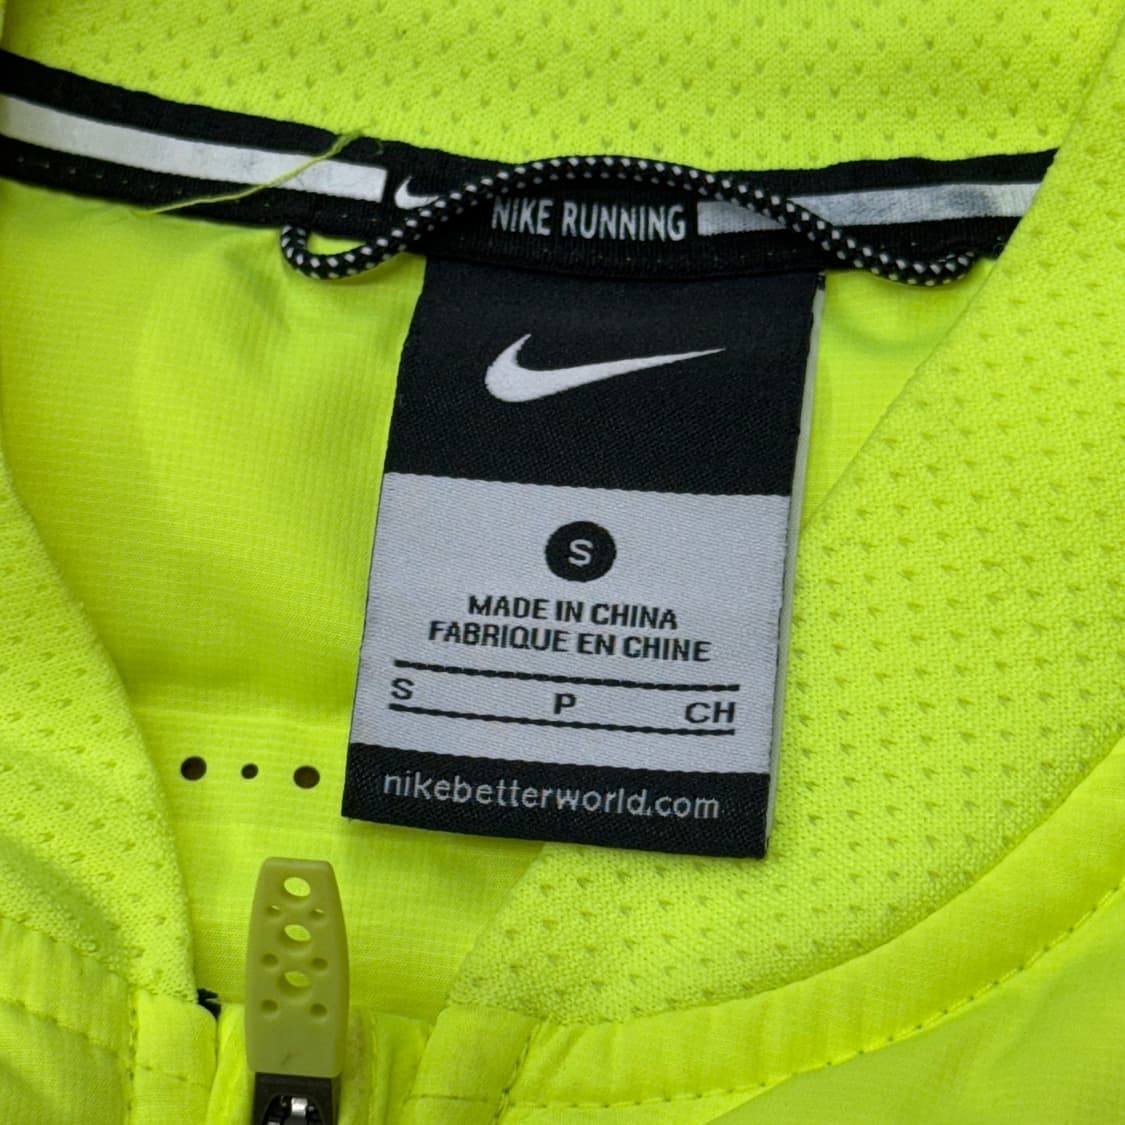 NIKE RUNNING
S
MADE IN CHINA
FABRIQUE EN CHINE
S P CH
nikebetterworld.com